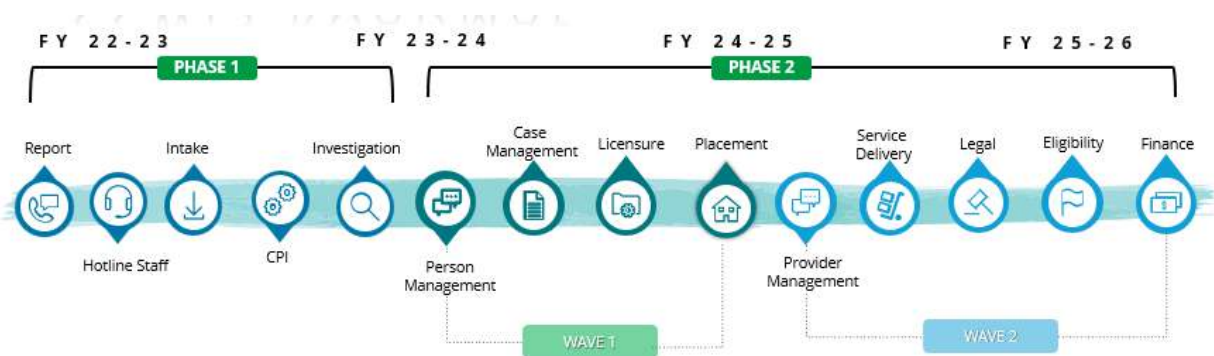 FY 22-23
FY 23-24
FY 24-25
FY 25-26
PHASE 1
PHASE 2
Report
Intake
Investigation
Case
Management
Licensure
Placement
Service
Delivery
Legal
Eligibility
Finance
Hotline Staff
CPI
Person
Management
Provider
Management
WAVE 1
WAVE 2